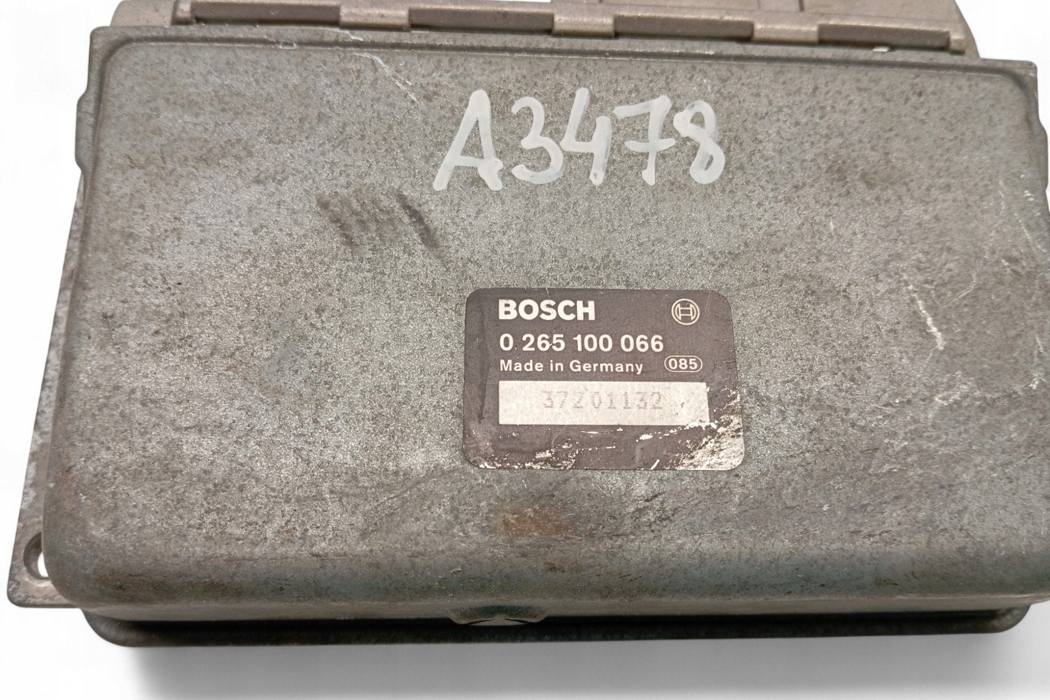 A3478
BOSCH
0 265 100 066
Made in Germany 085
37201132